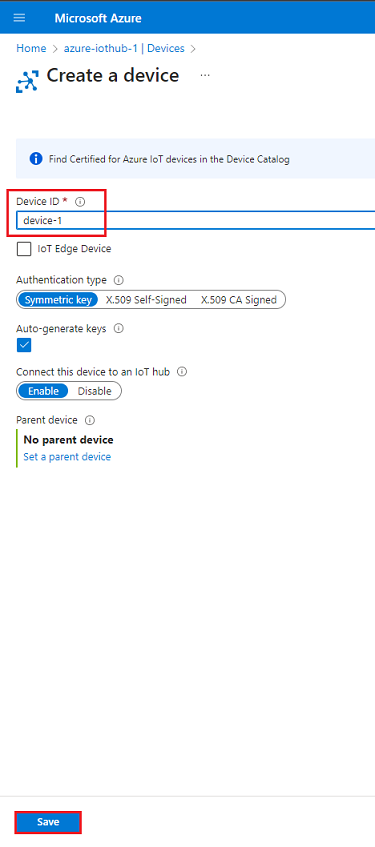 Microsoft Azure
Home > azure-iothub-1 | Devices >
Create a device ...
Find Certified for Azure IoT devices in the Device Catalog
Device ID *
device-1
IoT Edge Device
Authentication type
Symmetric key X.509 Self-Signed X.509 CA Signed
Auto-generate keys
Connect this device to an IoT hub
Enable Disable
Parent device
No parent device
Set a parent device
Save